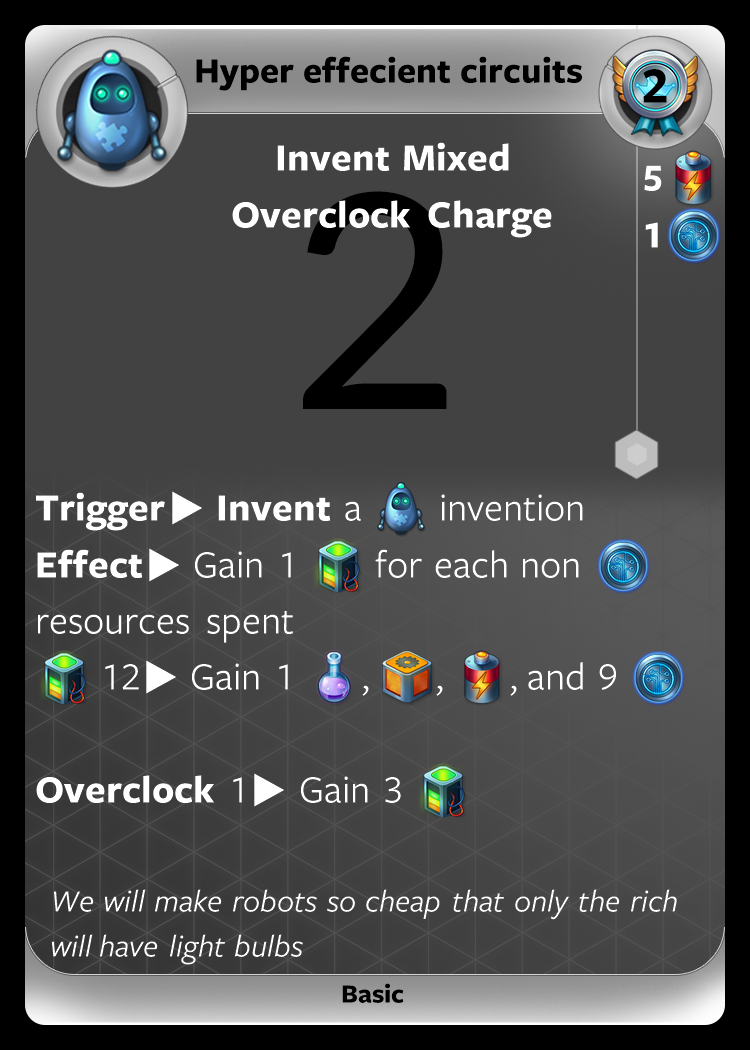 Hyper effecient circuits
2
Invent Mixed
5
Overclock Charge
1
2
Trigger▶ Invent a invention
Effect▶ Gain 1 for each non
resources spent
12▶ Gain 1 , , , and 9
Overclock 1▶ Gain 3
We will make robots so cheap that only the rich
will have light bulbs
Basic